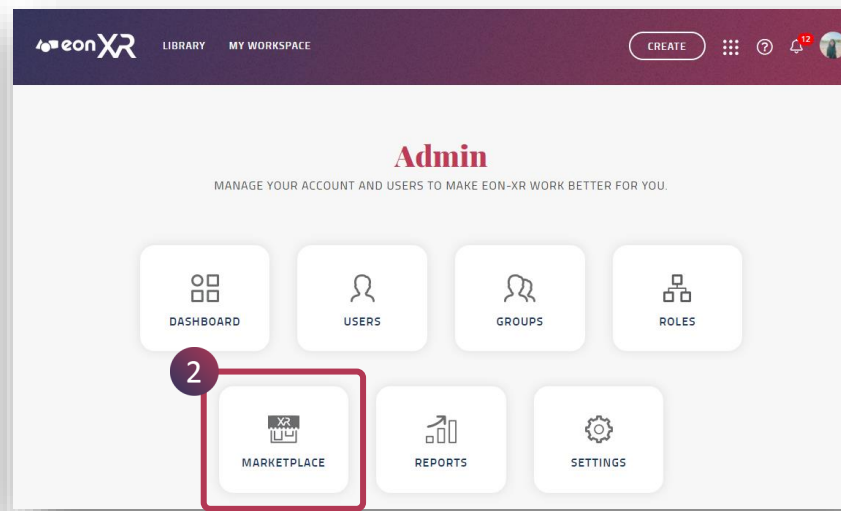 eonXR LIBRARY MY WORKSPACE CREATE 12
Admin
MANAGE YOUR ACCOUNT AND USERS TO MAKE EON-XR WORK BETTER FOR YOU.
DASHBOARD USERS GROUPS ROLES
2
XR
MARKETPLACE REPORTS SETTINGS